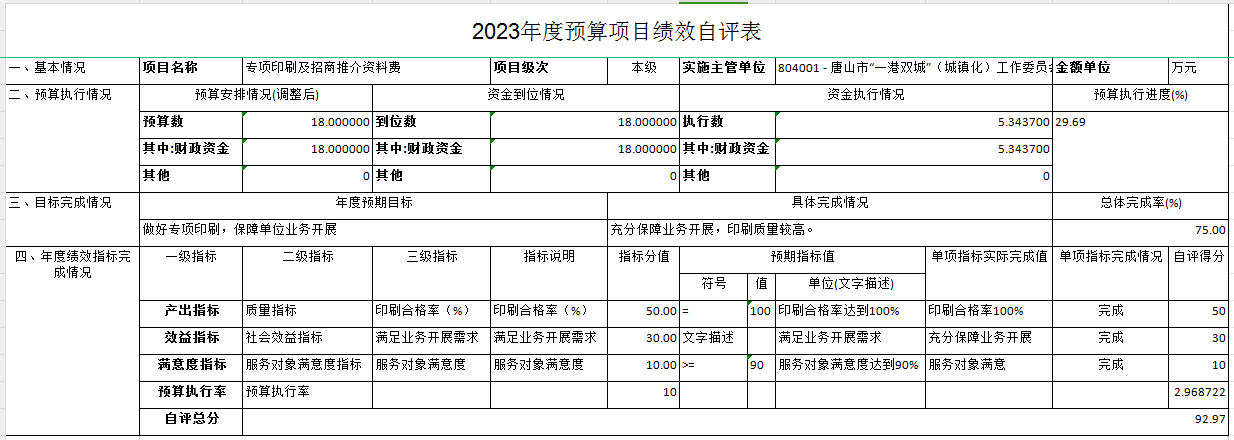 2023年度预算项目绩效自评表
一、基本情况 项目名称 专项印刷及招商推介资料费 项目级次 本级 实施主管单位 804001 - 唐山市“一港双城”（城镇化）工作委员会 金额单位 万元
二、预算执行情况 预算安排情况(调整后) 资金到位情况 资金执行情况 预算执行进度(%)
预算数 18.000000 到位数 18.000000 执行数 5.343700 29.69
其中:财政资金 18.000000 其中:财政资金 18.000000 其中:财政资金 5.343700
其他 0 其他 0 其他 0
三、目标完成情况 年度预期目标 具体完成情况 总体完成率(%)
做好专项印刷，保障单位业务开展 充分保障业务开展，印刷质量较高。 75.00
四、年度绩效指标完成情况 一级指标 二级指标 三级指标 指标说明 指标分值 预期指标值 单项指标实际完成值 单项指标完成情况 自评得分
符号 值 单位(文字描述)
产出指标 质量指标 印刷合格率（%） 印刷合格率（%） 50.00 = 100 印刷合格率达到100% 印刷合格率100% 完成 50
效益指标 社会效益指标 满足业务开展需求 满足业务开展需求 30.00 文字描述 满足业务开展需求 充分保障业务开展 完成 30
满意度指标 服务对象满意度指标 服务对象满意度 服务对象满意度 10.00 >= 90 服务对象满意度达到90% 服务对象满意 完成 10
预算执行率 预算执行率 10 2.968722
自评总分 92.97